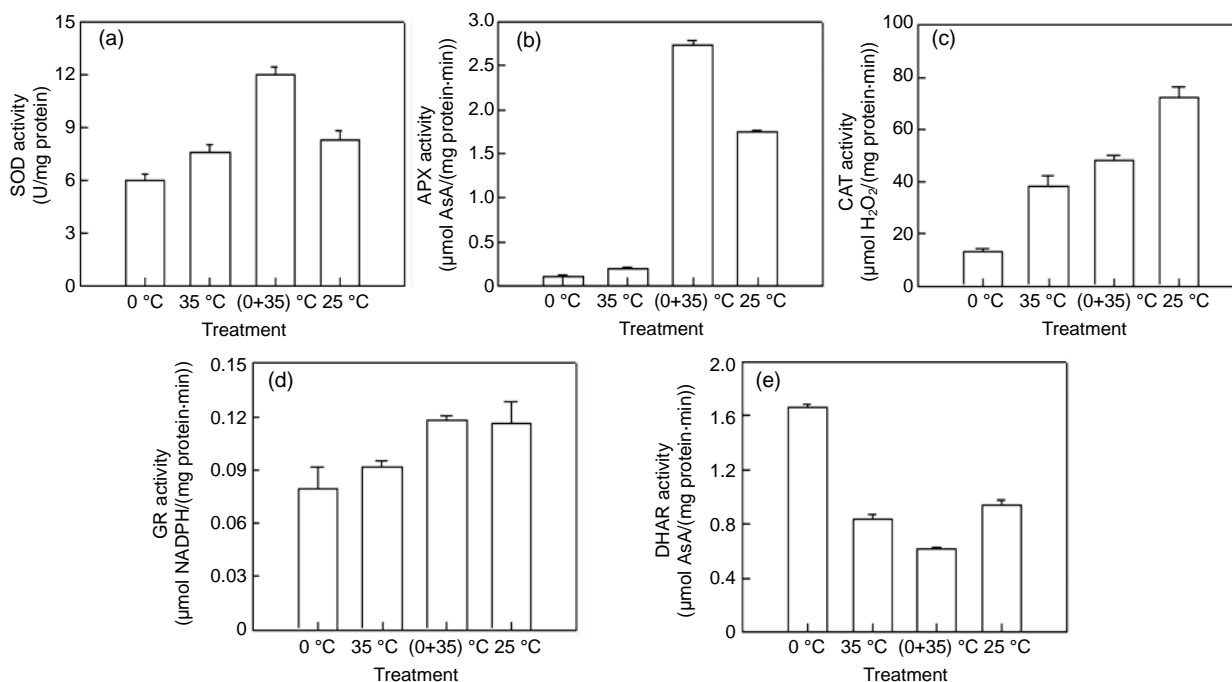 (a)
15
12
9
6
3
0
SOD activity
(U/mg protein)
0 °C 35 °C (0+35) °C 25 °C
Treatment
(b)
3.0
2.5
2.0
1.5
1.0
0.5
0
APX activity
(µmol AsA/(mg protein·min))
0 °C 35 °C (0+35) °C 25 °C
Treatment
(c)
100
80
60
40
20
0
CAT activity
(µmol H₂O₂/(mg protein·min))
0 °C 35 °C (0+35) °C 25 °C
Treatment
(d)
0.15
0.12
0.09
0.06
0.03
0
GR activity
(µmol NADPH/(mg protein·min))
0 °C 35 °C (0+35) °C 25 °C
Treatment
(e)
2.0
1.6
1.2
0.8
0.4
0
DHAR activity
(µmol AsA/(mg protein·min))
0 °C 35 °C (0+35) °C 25 °C
Treatment